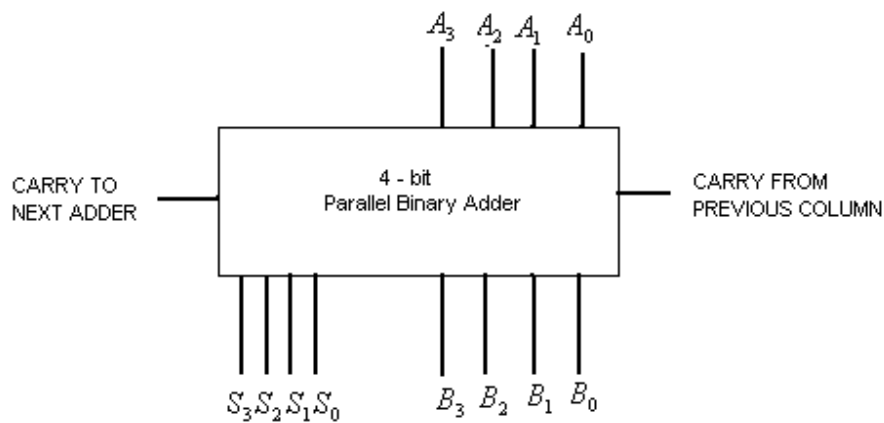 A₃ A₂ A₁ A₀
4 - bit
Parallel Binary Adder
CARRY TO
NEXT ADDER
CARRY FROM
PREVIOUS COLUMN
S₃ S₂ S₁ S₀
B₃ B₂ B₁ B₀